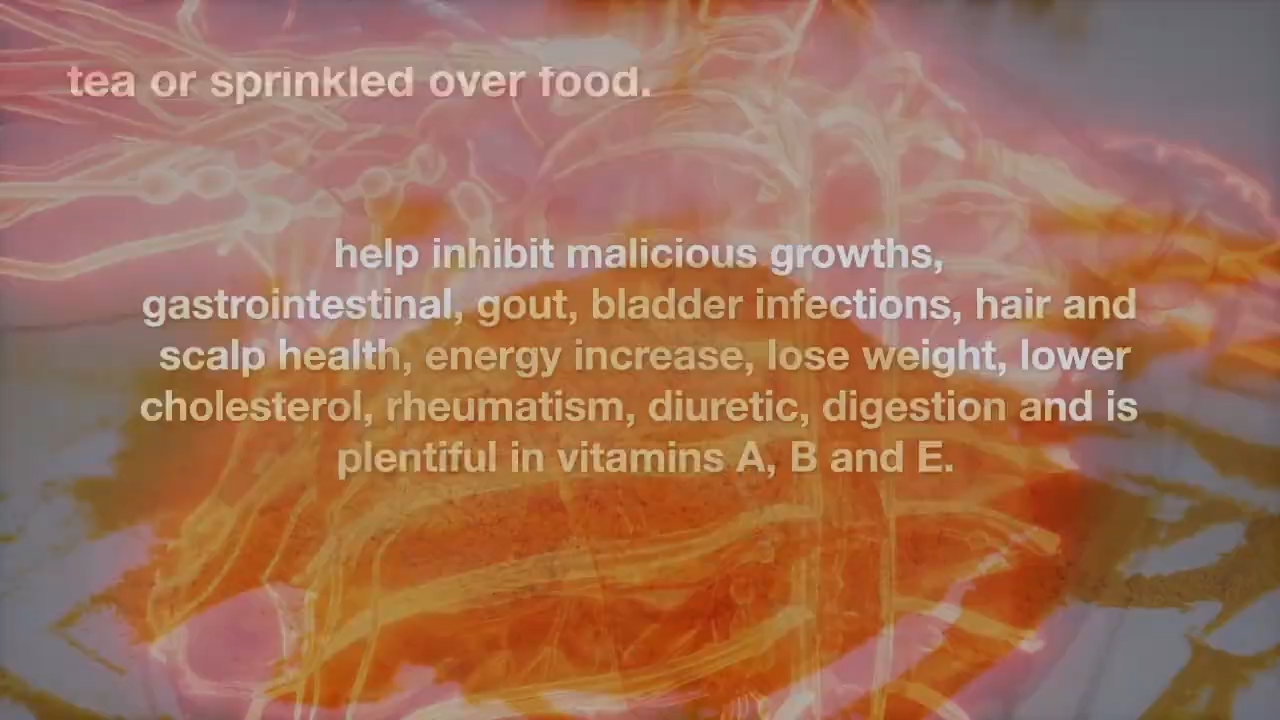 tea or sprinkled over food.
help inhibit malicious growths,
gastrointestinal, gout, bladder infections, hair and
scalp health, energy increase, lose weight, lower
cholesterol, rheumatism, diuretic, digestion and is
plentiful in vitamins A, B and E.